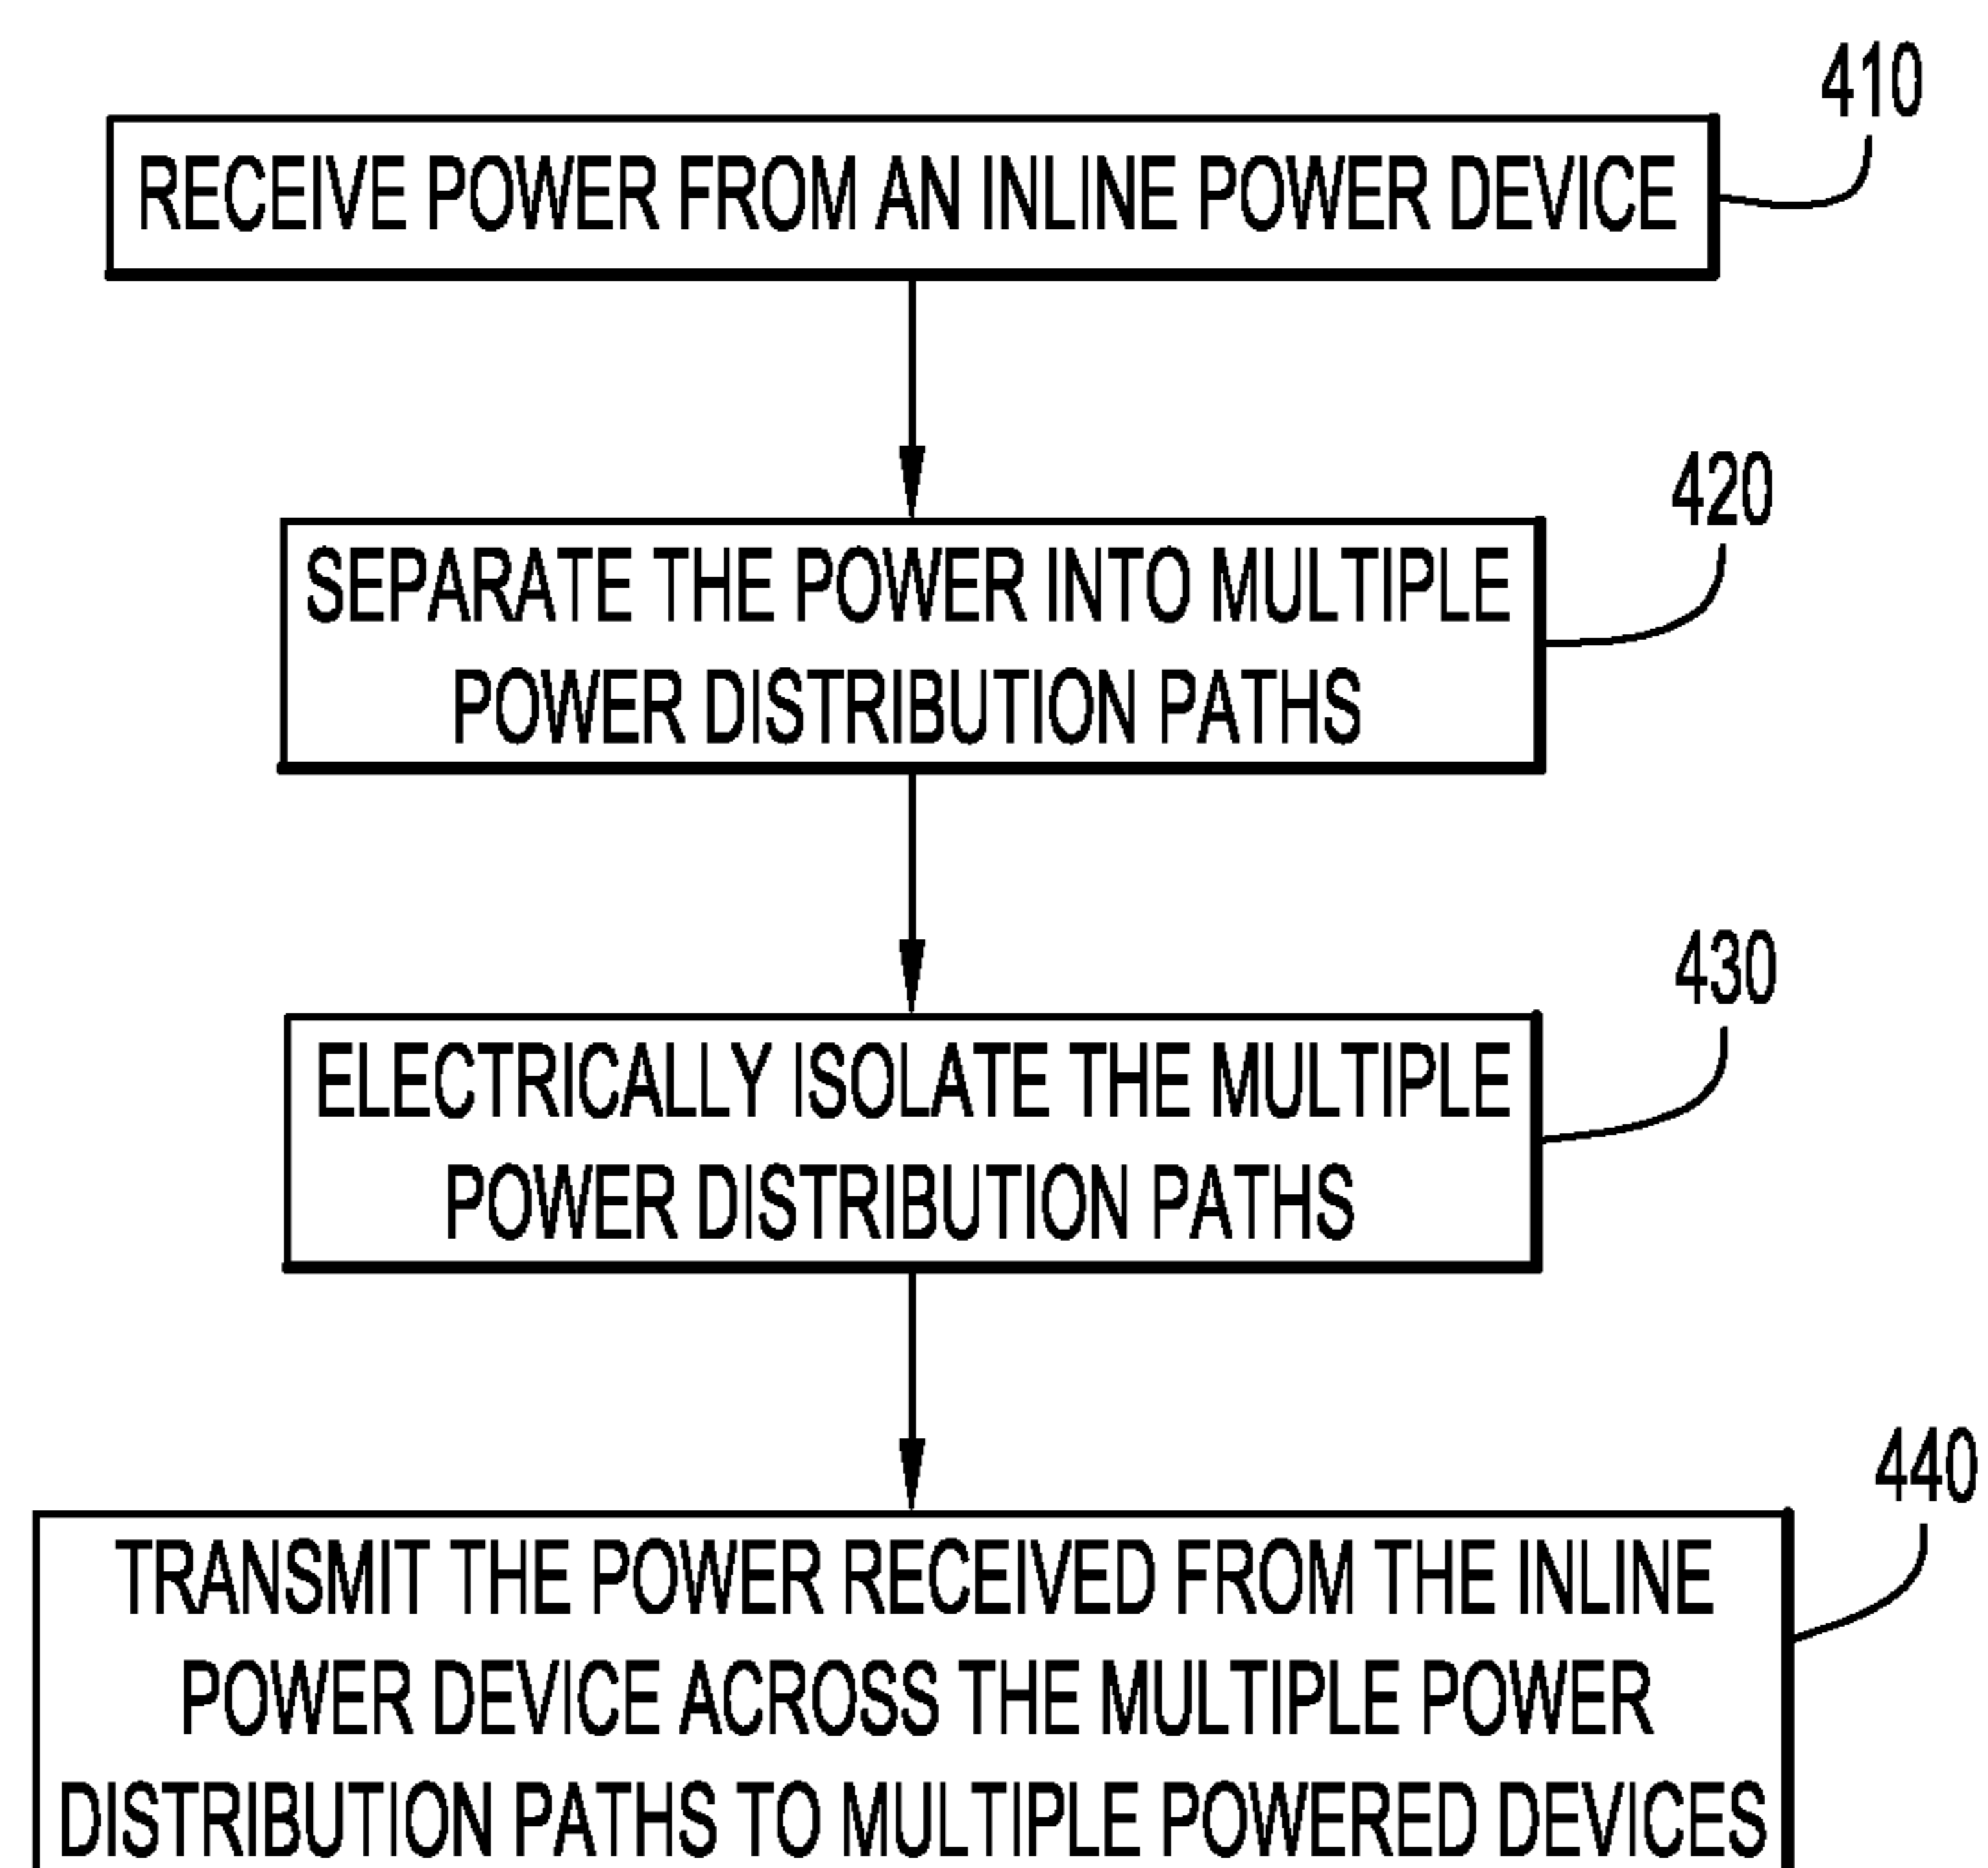 410
RECEIVE POWER FROM AN INLINE POWER DEVICE
420
SEPARATE THE POWER INTO MULTIPLE
POWER DISTRIBUTION PATHS
430
ELECTRICALLY ISOLATE THE MULTIPLE
POWER DISTRIBUTION PATHS
440
TRANSMIT THE POWER RECEIVED FROM THE INLINE
POWER DEVICE ACROSS THE MULTIPLE POWER
DISTRIBUTION PATHS TO MULTIPLE POWERED DEVICES